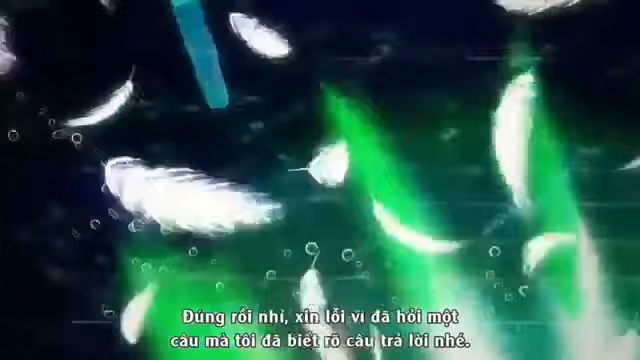 Đúng rồi nhỉ, xin lỗi vì đã hỏi một
câu mà tôi đã biết rõ câu trả lời nhé.